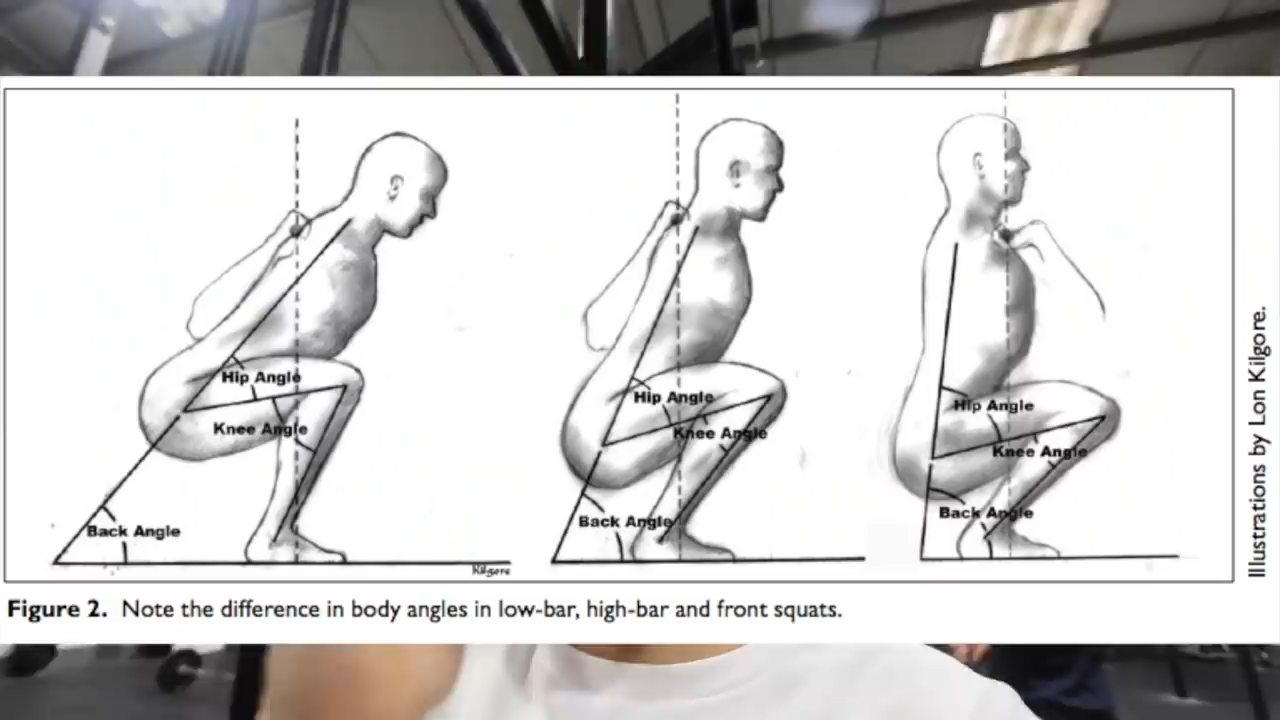 Hip Angle
Knee Angle
Back Angle
Kilgore
Hip Angle
Knee Angle
Back Angle
Hip Angle
Knee Angle
Back Angle
Illustrations by Lon Kilgore.
Figure 2. Note the difference in body angles in low-bar, high-bar and front squats.